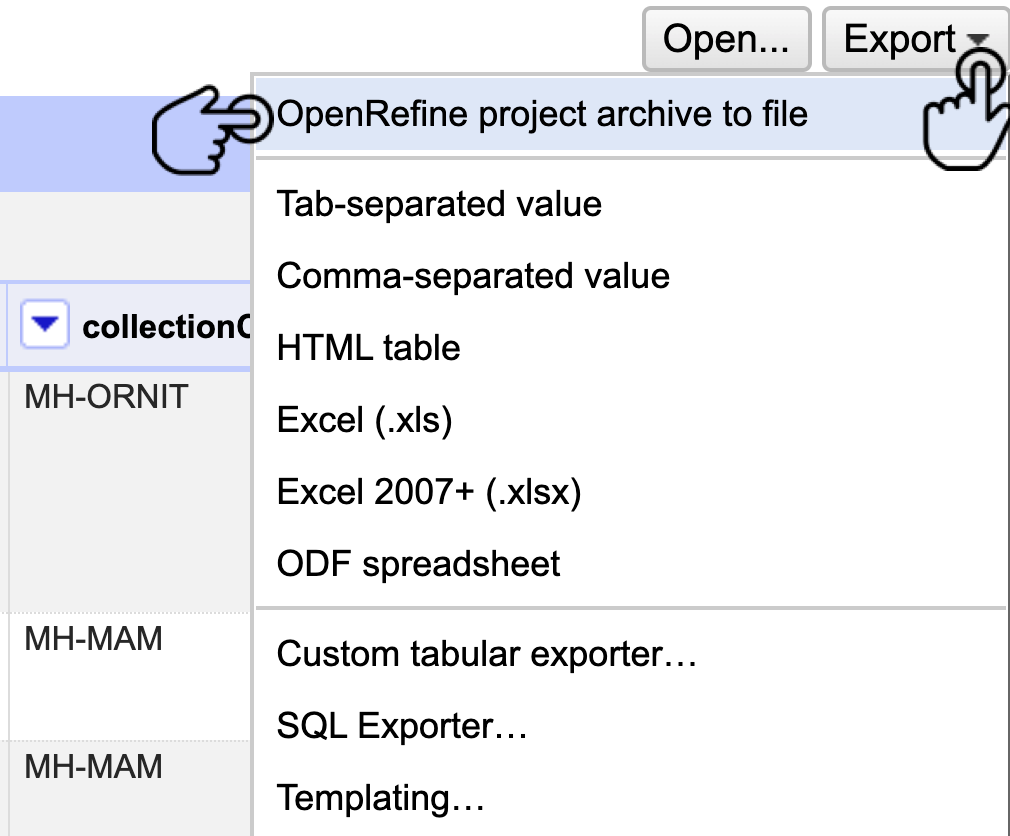 Open... Export
OpenRefine project archive to file
Tab-separated value
Comma-separated value
HTML table
Excel (.xls)
Excel 2007+ (.xlsx)
ODF spreadsheet
Custom tabular exporter…
SQL Exporter…
Templating…
MH-ORNIT
MH-MAM
MH-MAM